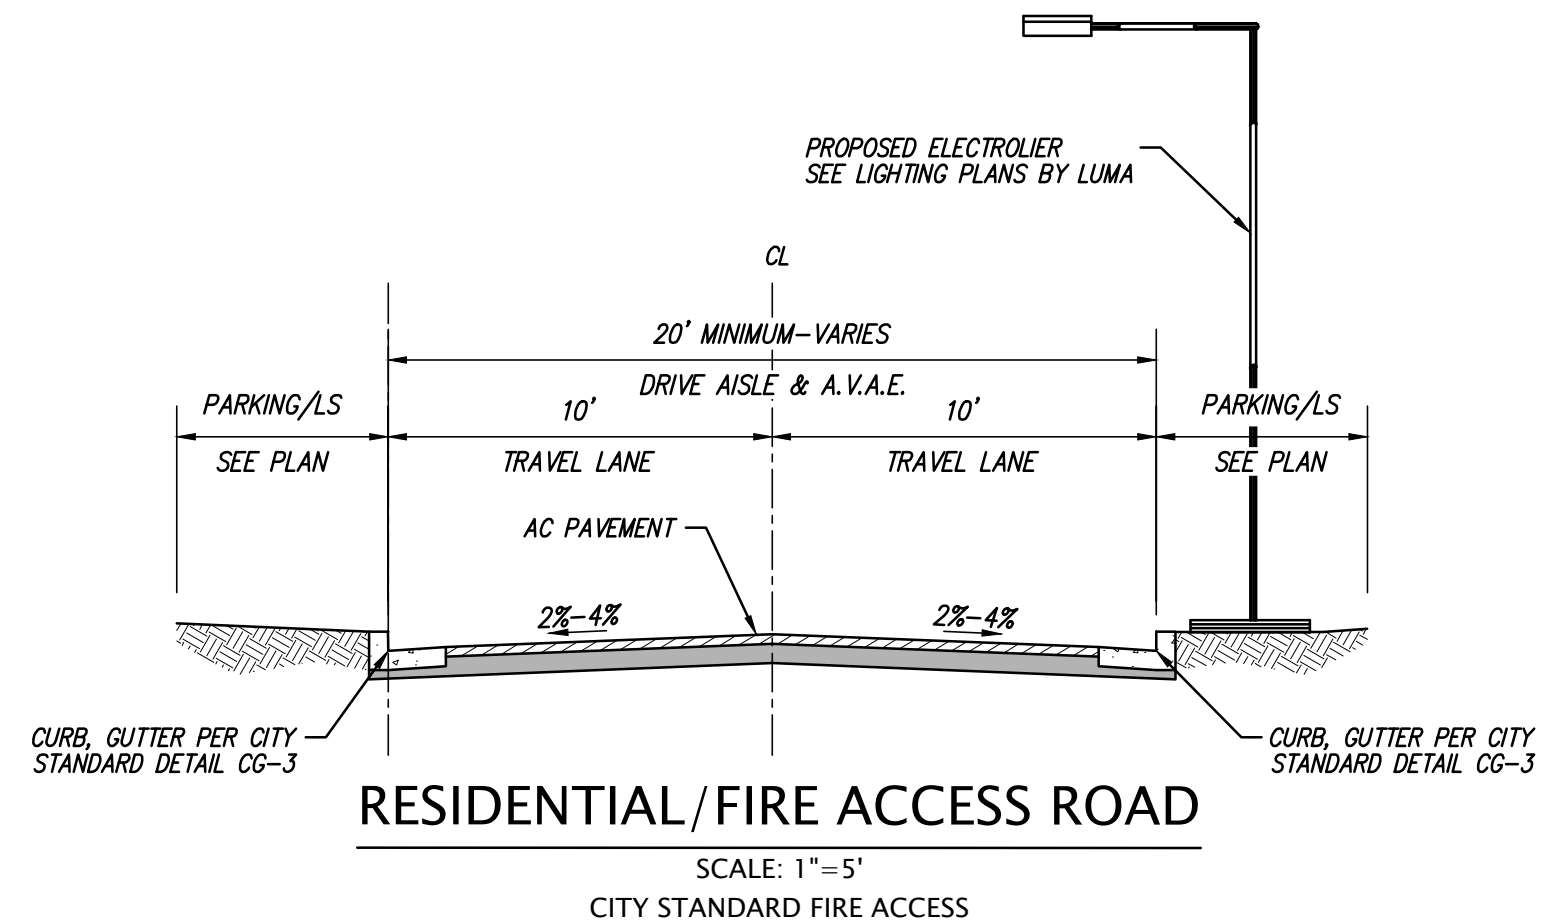 PROPOSED ELECTROLIER
SEE LIGHTING PLANS BY LUMA
CL
20' MINIMUM-VARIES
DRIVE AISLE & A.V.A.E.
PARKING/LS
SEE PLAN
10'
TRAVEL LANE
10'
TRAVEL LANE
PARKING/LS
SEE PLAN
AC PAVEMENT
2%-4%
2%-4%
CURB, GUTTER PER CITY
STANDARD DETAIL CG-3
CURB, GUTTER PER CITY
STANDARD DETAIL CG-3
RESIDENTIAL/FIRE ACCESS ROAD
SCALE: 1"=5'
CITY STANDARD FIRE ACCESS